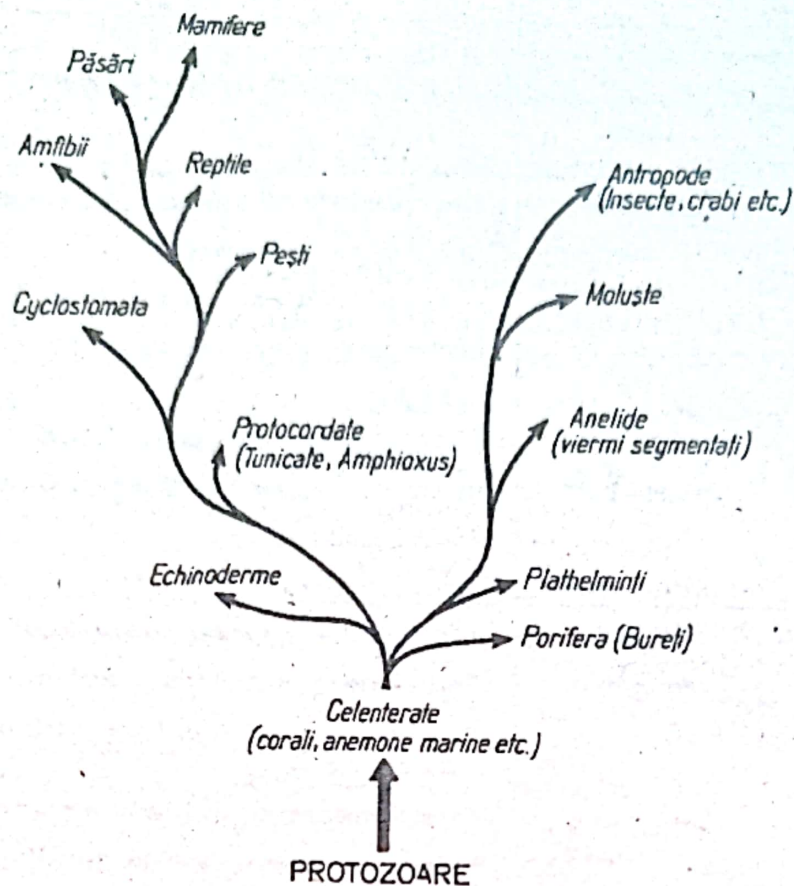 Mamifere
Păsări
Amfibii
Reptile
Antropode
(Insecte, crabi etc.)
Pești
Cyclostomata
Moluște
Protocordate
(Tunicate, Amphioxus)
Anelide
(viermi segmentați)
Echinoderme
Plathelminți
Porifera (Bureți)
Celenterate
(corali, anemone marine etc.)
PROTOZOARE